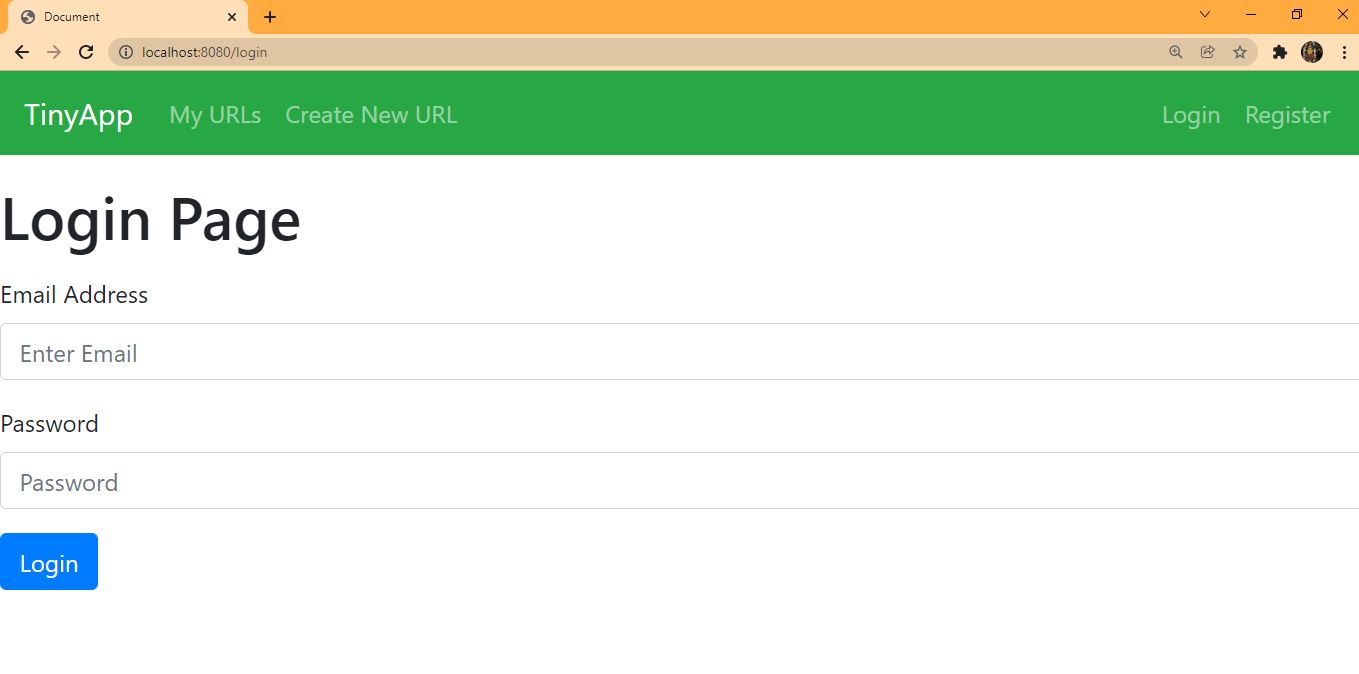 Document
localhost:8080/login
TinyApp My URLs Create New URL Login Register
Login Page
Email Address
Enter Email
Password
Password
Login